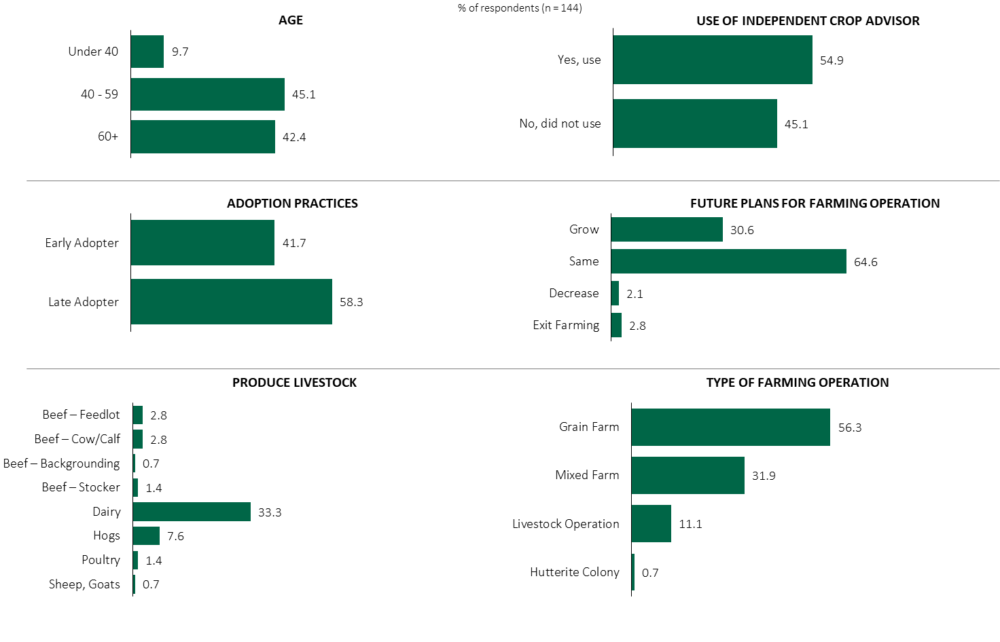 % of respondents (n = 144)
AGE
Under 40 9.7
40 - 59 45.1
60+ 42.4
USE OF INDEPENDENT CROP ADVISOR
Yes, use 54.9
No, did not use 45.1
ADOPTION PRACTICES
Early Adopter 41.7
Late Adopter 58.3
FUTURE PLANS FOR FARMING OPERATION
Grow 30.6
Same 64.6
Decrease 2.1
Exit Farming 2.8
PRODUCE LIVESTOCK
Beef – Feedlot 2.8
Beef – Cow/Calf 2.8
Beef – Backgrounding 0.7
Beef – Stocker 1.4
Dairy 33.3
Hogs 7.6
Poultry 1.4
Sheep, Goats 0.7
TYPE OF FARMING OPERATION
Grain Farm 56.3
Mixed Farm 31.9
Livestock Operation 11.1
Hutterite Colony 0.7